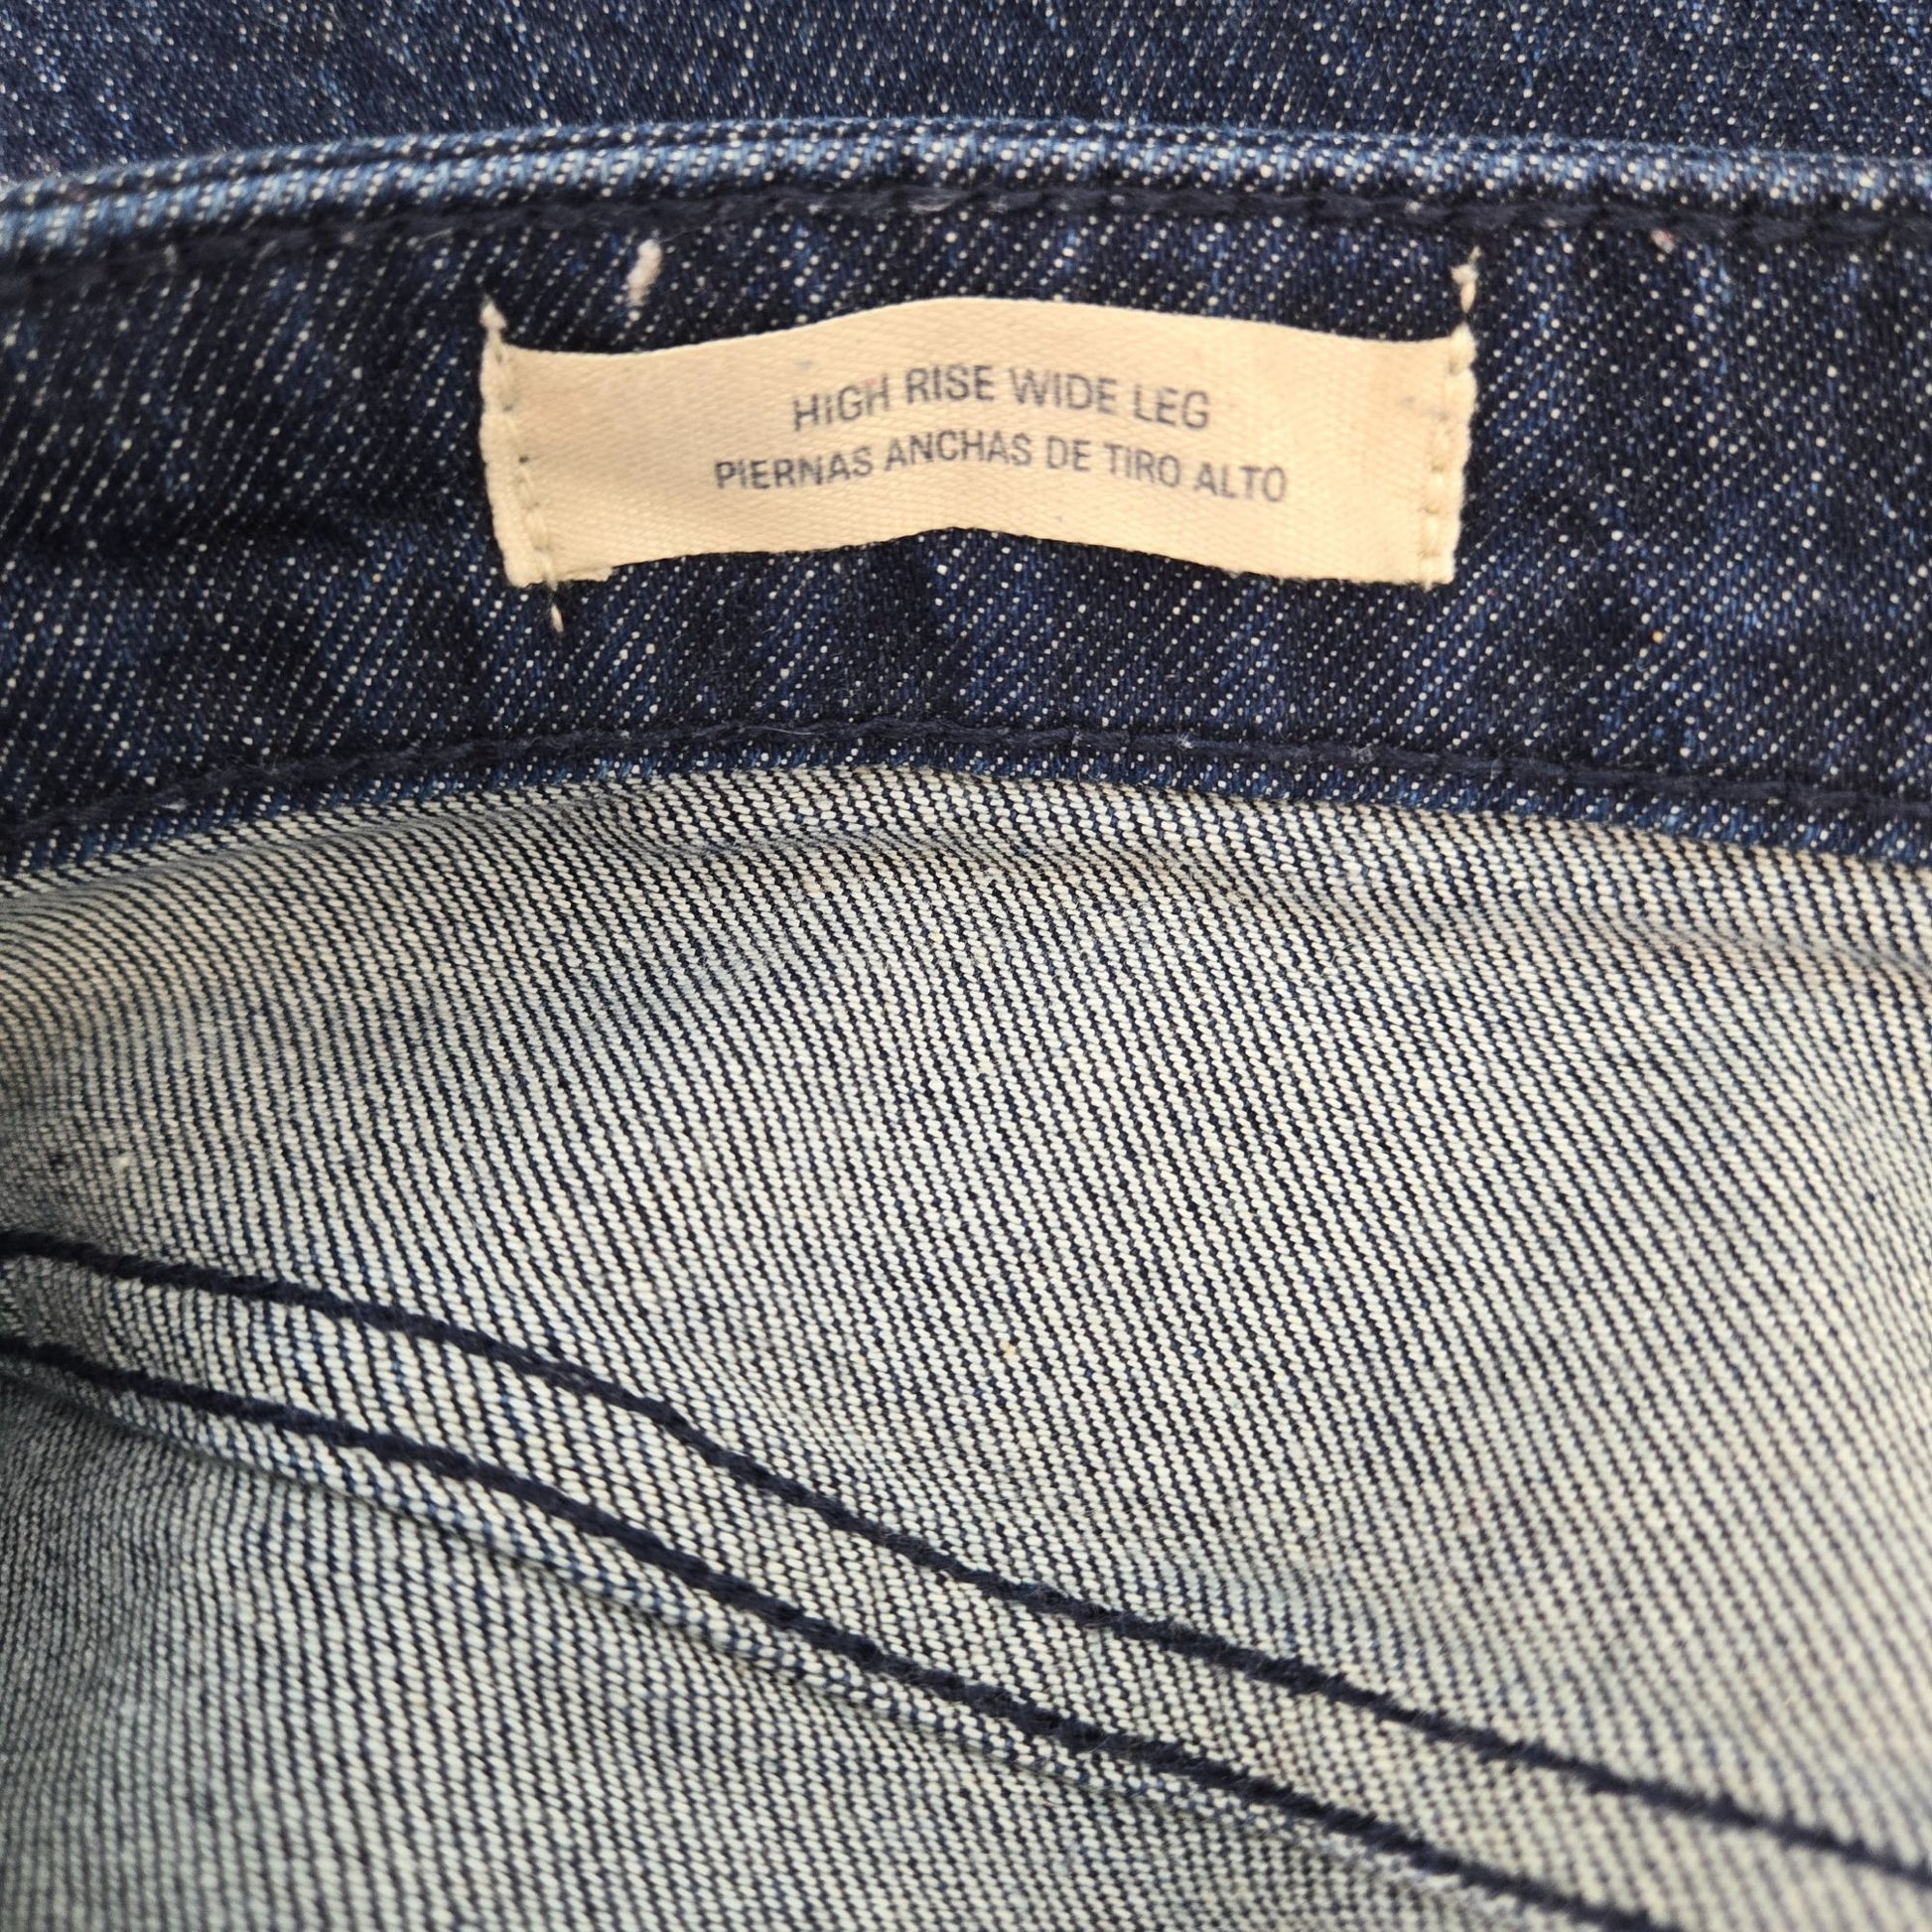 HIGH RISE WIDE LEG
PIERNAS ANCHAS DE TIRO ALTO